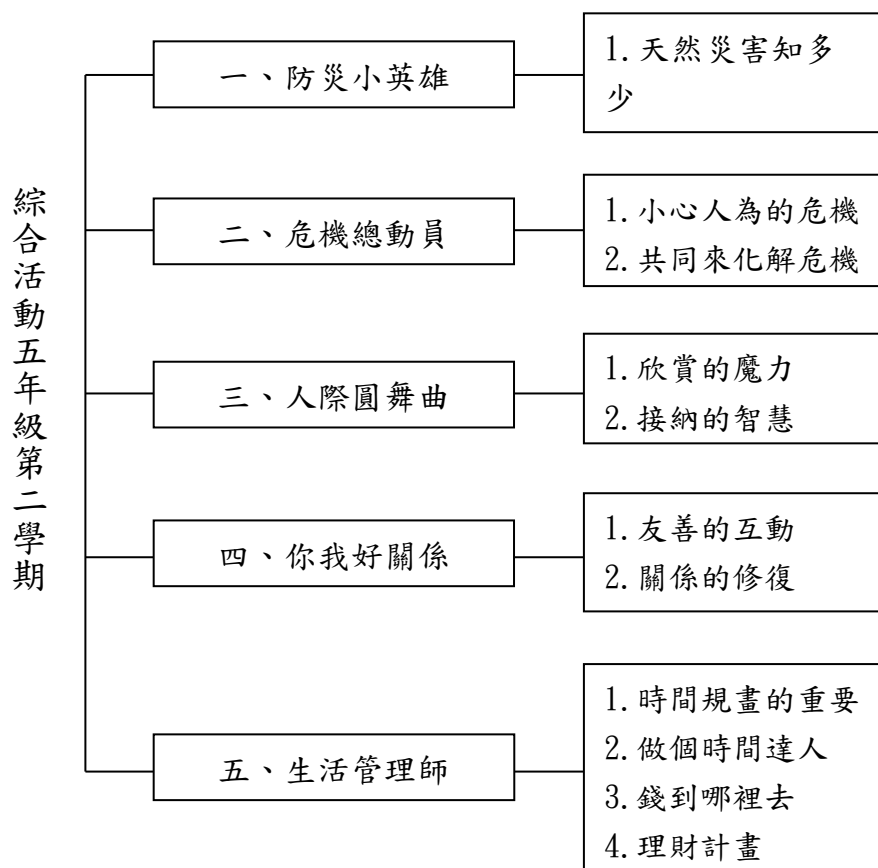 綜合活動五年級第二學期
一、防災小英雄
1.天然災害知多
少
二、危機總動員
1.小心人為的危機
2.共同來化解危機
三、人際圓舞曲
1.欣賞的魔力
2.接納的智慧
四、你我好關係
1.友善的互動
2.關係的修復
五、生活管理師
1.時間規畫的重要
2.做個時間達人
3.錢到哪裡去
4.理財計畫